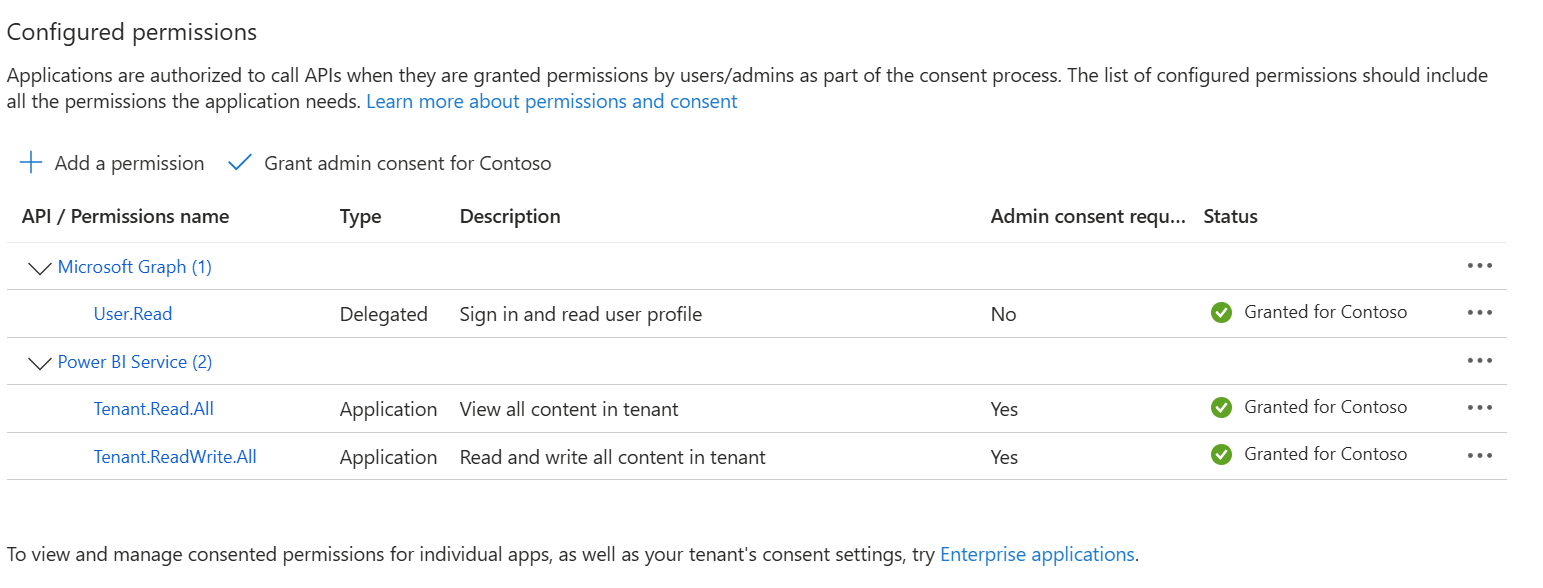 Configured permissions
Applications are authorized to call APIs when they are granted permissions by users/admins as part of the consent process. The list of configured permissions should include
all the permissions the application needs. Learn more about permissions and consent
Add a permission Grant admin consent for Contoso
API / Permissions name Type Description Admin consent requ... Status
Microsoft Graph (1)
User.Read Delegated Sign in and read user profile No Granted for Contoso
Power BI Service (2)
Tenant.Read.All Application View all content in tenant Yes Granted for Contoso
Tenant.ReadWrite.All Application Read and write all content in tenant Yes Granted for Contoso
To view and manage consented permissions for individual apps, as well as your tenant's consent settings, try Enterprise applications.